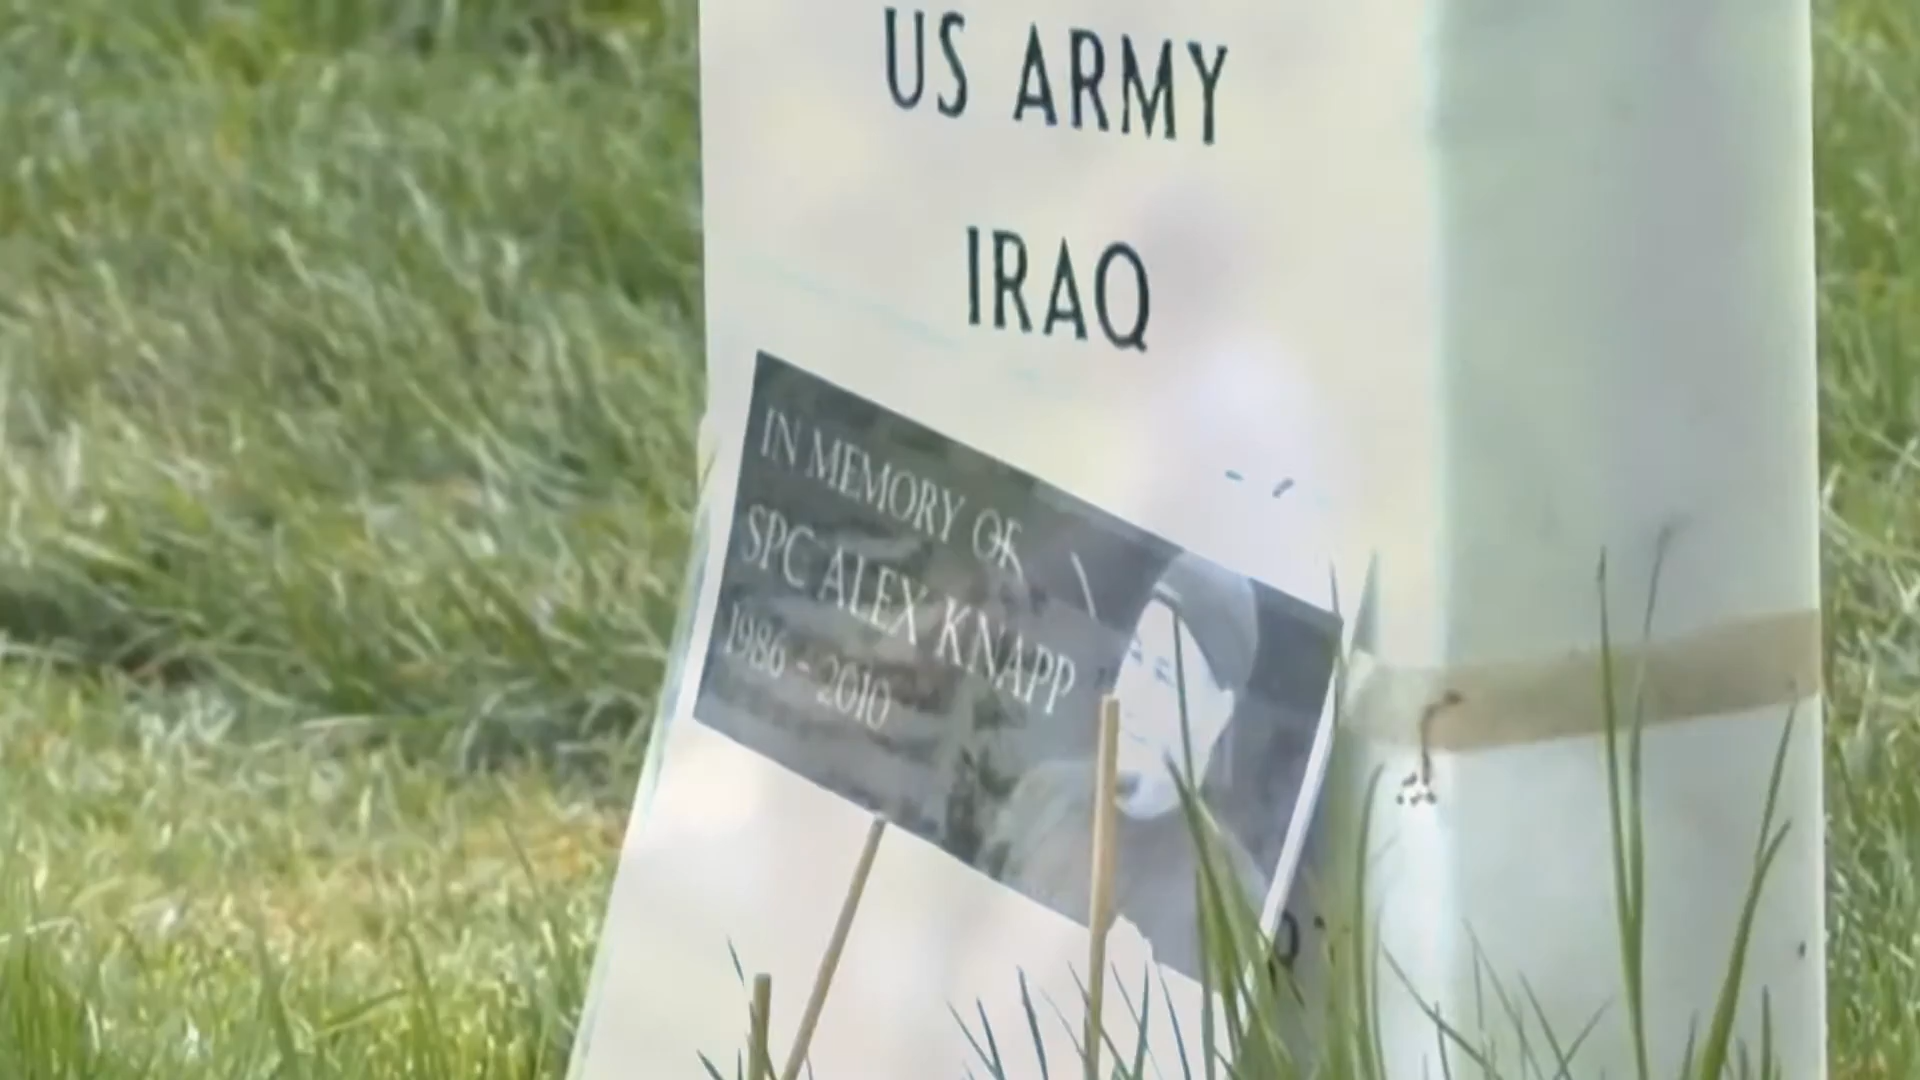 US ARMY
IRAQ
IN MEMORY OF
SPC ALEX KNAPP
1986 - 2010